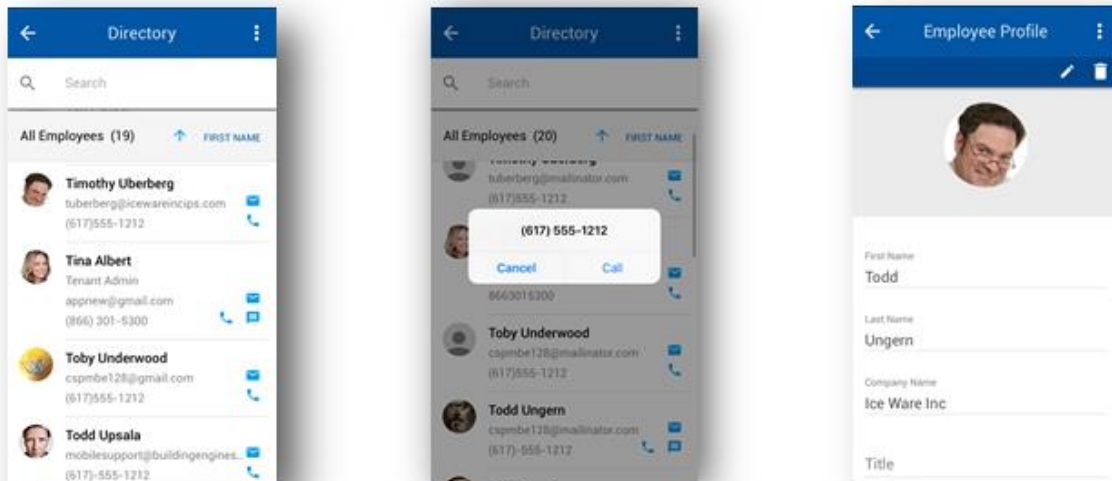 Directory
Search
All Employees (19) FIRST NAME
Timothy Uberberg
tuberberg@icewareincips.com
(617)555-1212
Tina Albert
Tenant Admin
appnew@gmail.com
(866) 301-5300
Toby Underwood
cspmbe128@gmail.com
(617)555-1212
Todd Upsala
mobilesupport@buildingengines...
(617)-555-1212
Directory
Search
All Employees (20) FIRST NAME
tuberberg@mailinator.com
(617)555-1212
(617) 555-1212
Cancel Call
8663015300
Toby Underwood
cspmbe128@mailinator.com
(617)555-1212
Todd Ungern
cspmbe128@mailinator.com
(617)-555-1212
Employee Profile
First Name
Todd
Last Name
Ungern
Company Name
Ice Ware Inc
Title